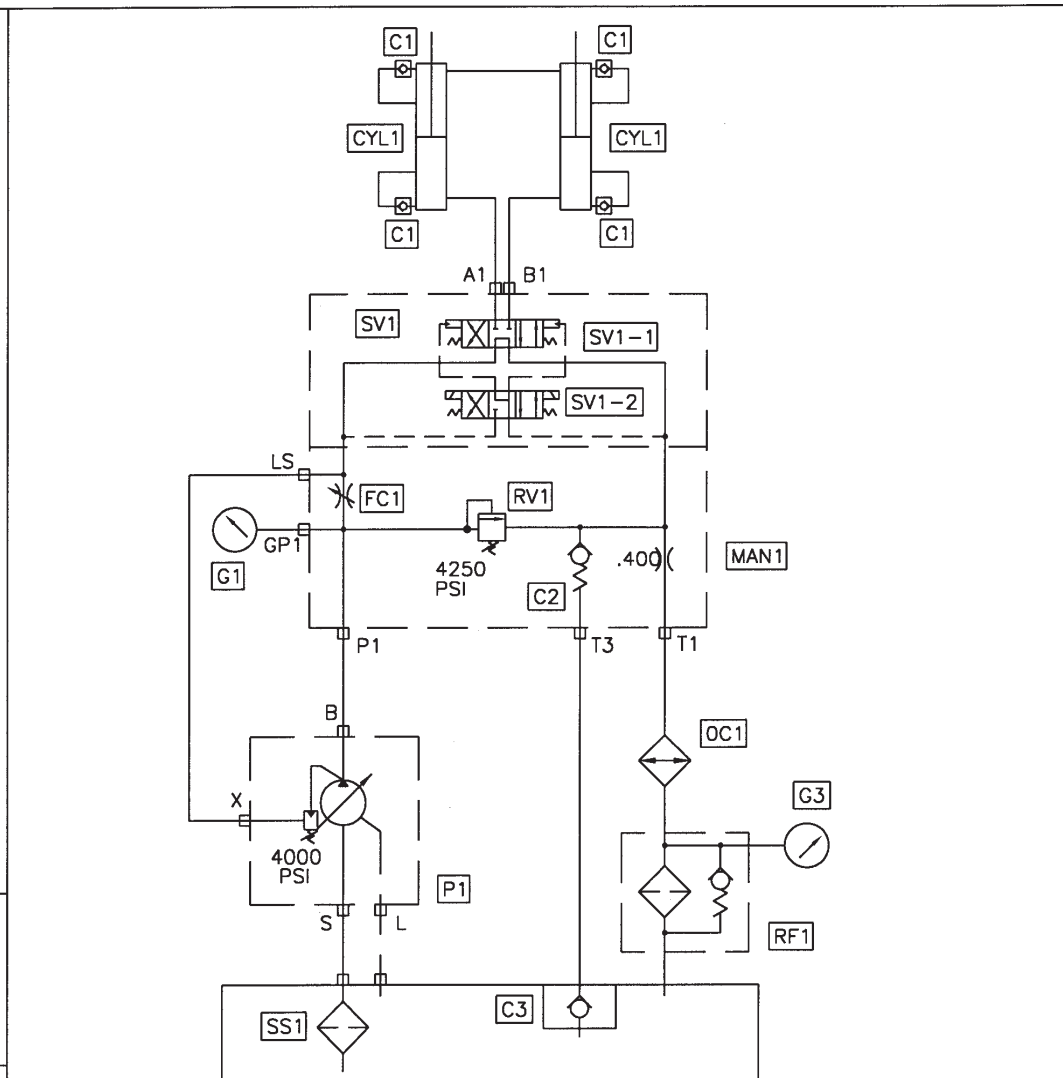 C1 C1
CYL1 CYL1
C1 C1
A1 B1
SV1 SV1-1
SV1-2
LS
FC1 RV1
GP1
G1 4250 PSI C2 .400 MAN1
P1 T3 T1
B
OC1
X G3
4000 PSI
P1
S L
RF1
SS1 C3